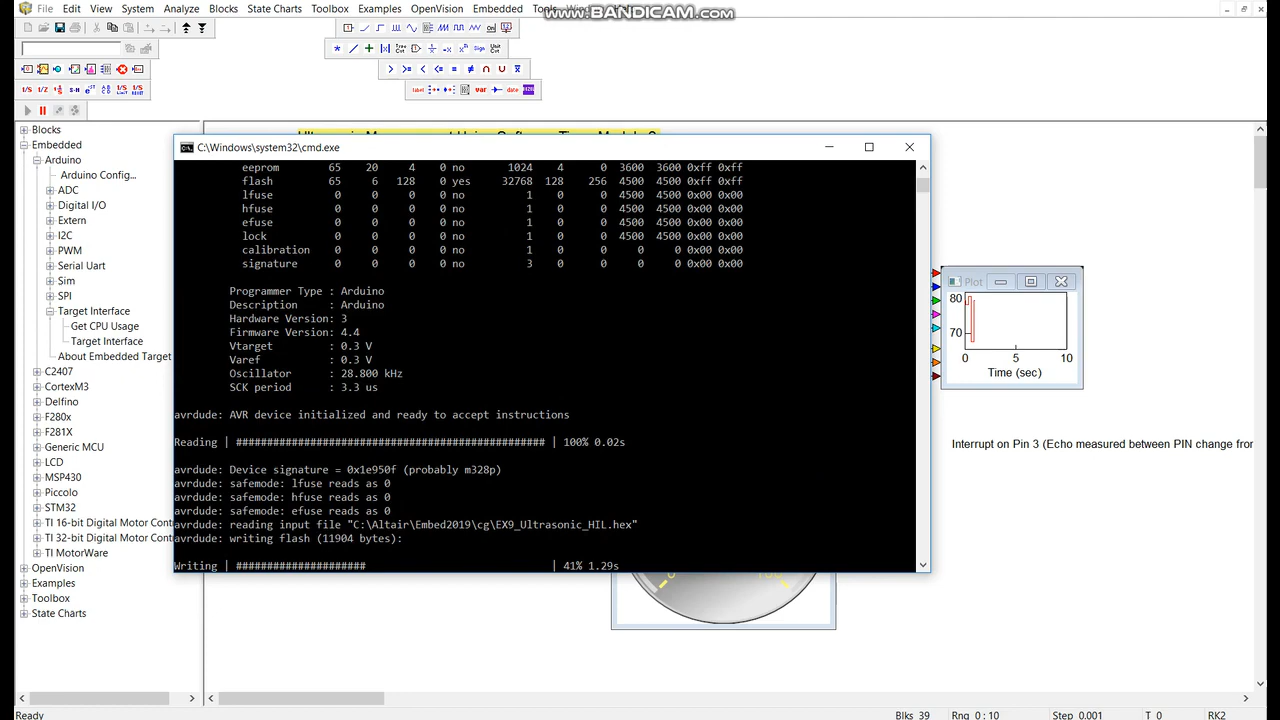 File Edit View System Analyze Blocks State Charts Toolbox Examples OpenVision Embedded Tools
www.BANDICAM.com
label var date
Blocks
Embedded
Arduino
Arduino Config...
ADC
Digital I/O
Extern
I2C
PWM
Serial Uart
Sim
SPI
Target Interface
Get CPU Usage
Target Interface
About Embedded Target
C2407
CortexM3
Delfino
F280x
F281X
Generic MCU
LCD
MSP430
Piccolo
STM32
TI 16-bit Digital Motor Cont
TI 32-bit Digital Motor Cont
TI MotorWare
OpenVision
Examples
Toolbox
State Charts
C:\Windows\system32\cmd.exe
eeprom 65 20 4 0 no 1024 4 0 3600 3600 0xff 0xff
flash 65 6 128 0 yes 32768 128 256 4500 4500 0xff 0xff
lfuse 0 0 0 0 no 1 0 0 4500 4500 0x00 0x00
hfuse 0 0 0 0 no 1 0 0 4500 4500 0x00 0x00
efuse 0 0 0 0 no 1 0 0 4500 4500 0x00 0x00
lock 0 0 0 0 no 1 0 0 4500 4500 0x00 0x00
calibration 0 0 0 0 no 1 0 0 0 0 0x00 0x00
signature 0 0 0 0 no 3 0 0 0 0 0x00 0x00
Programmer Type : Arduino
Description : Arduino
Hardware Version: 3
Firmware Version: 4.4
Vtarget : 0.3 V
Varef : 0.3 V
Oscillator : 28.800 kHz
SCK period : 3.3 us
avrdude: AVR device initialized and ready to accept instructions
Reading | ################################################## | 100% 0.02s
avrdude: Device signature = 0x1e950f (probably m328p)
avrdude: safemode: lfuse reads as 0
avrdude: safemode: hfuse reads as 0
avrdude: safemode: efuse reads as 0
avrdude: reading input file "C:\Altair\Embed2019\cg\EX9_Ultrasonic_HIL.hex"
avrdude: writing flash (11904 bytes):
Writing | ##################### | 41% 1.29s
Plot
80
70
0 5 10
Time (sec)
Interrupt on Pin 3 (Echo measured between PIN change fror
0 100
Ready Blks 39 Rng 0 : 10 Step 0.001 T 0 RK2